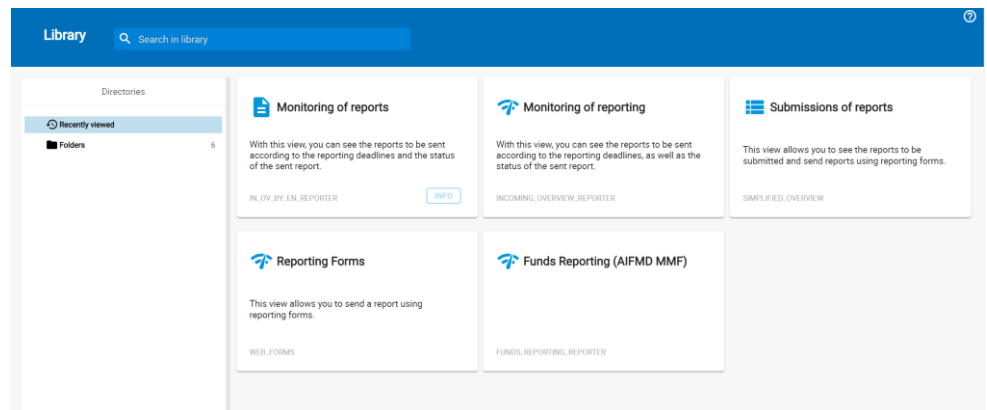 Library
Search in library
Directories
Recently viewed
Folders 6
Monitoring of reports
With this view, you can see the reports to be sent
according to the reporting deadlines and the status
of the sent report.
IN_OV_BY_EN_REPORTER
INFO
Monitoring of reporting
With this view, you can see the reports to be sent
according to the reporting deadlines, as well as the
status of the sent report.
INCOMING_OVERVIEW_REPORTER
Submissions of reports
This view allows you to see the reports to be
submitted and send reports using reporting forms.
SIMPLIFIED_OVERVIEW
Reporting Forms
This view allows you to send a report using
reporting forms.
WEB_FORMS
Funds Reporting (AIFMD MMF)
FUNDS_REPORTING_REPORTER